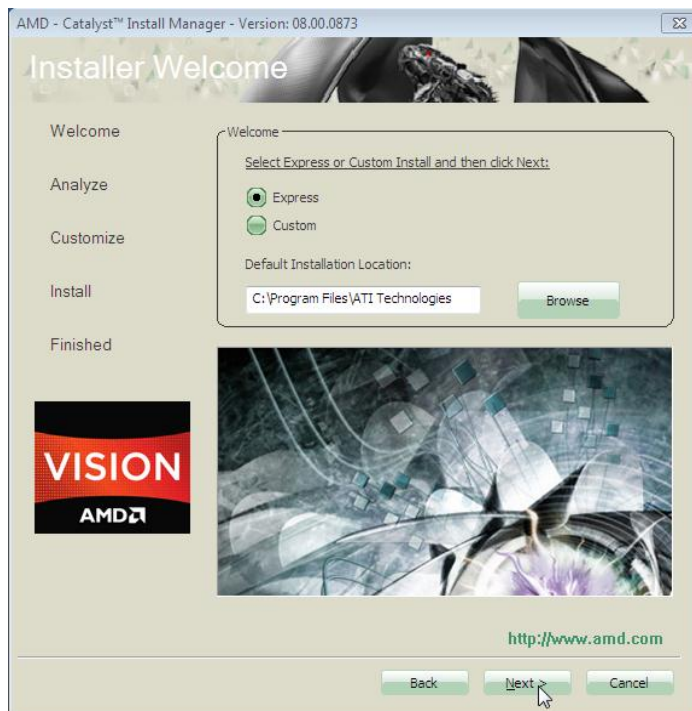 AMD - Catalyst™ Install Manager - Version: 08.00.0873
Installer Welcome
Welcome
Analyze
Customize
Install
Finished
Welcome
Select Express or Custom Install and then click Next:
Express
Custom
Default Installation Location:
C:\Program Files\ATI Technologies
Browse
VISION
AMD
http://www.amd.com
Back
Next >
Cancel